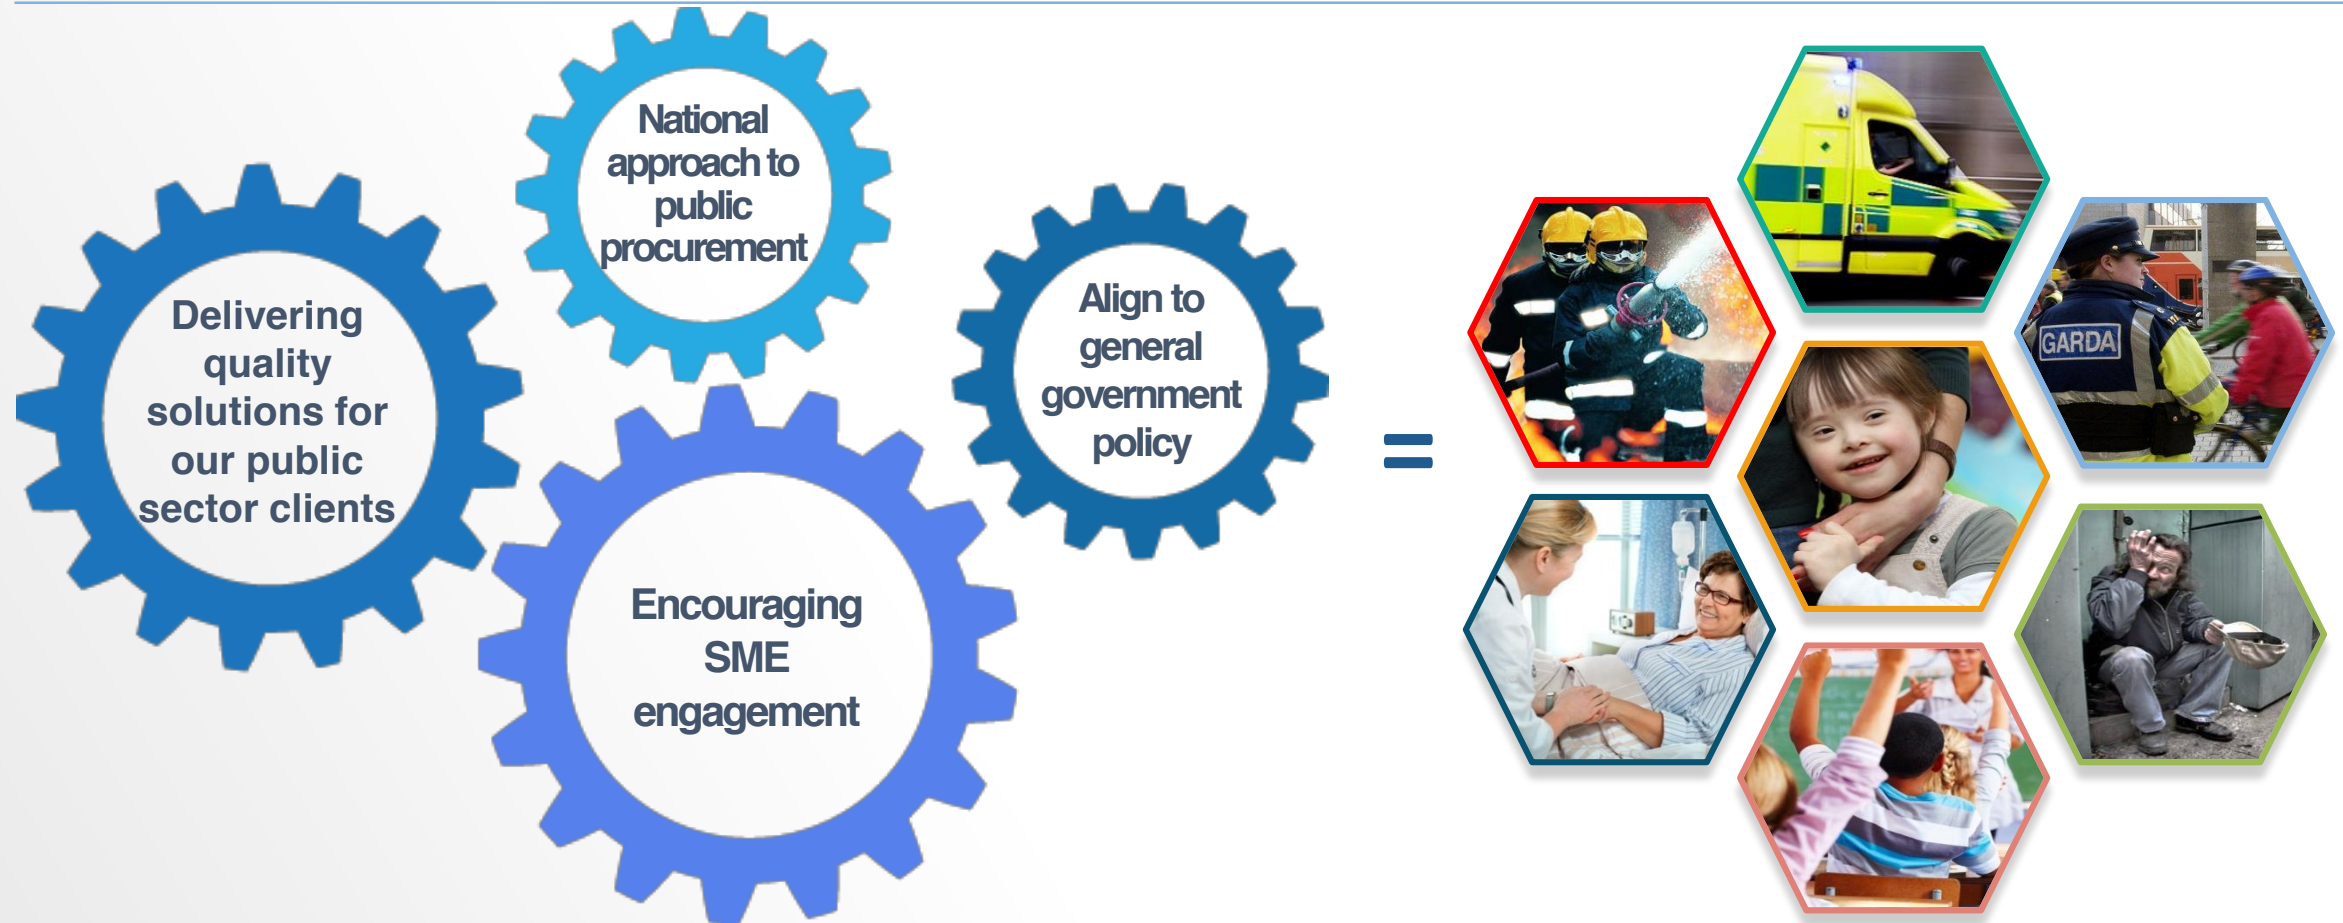 Delivering
quality
solutions for
our public
sector clients
National
approach to
public
procurement
Encouraging
SME
engagement
Align to
general
government
policy
=
GARDA